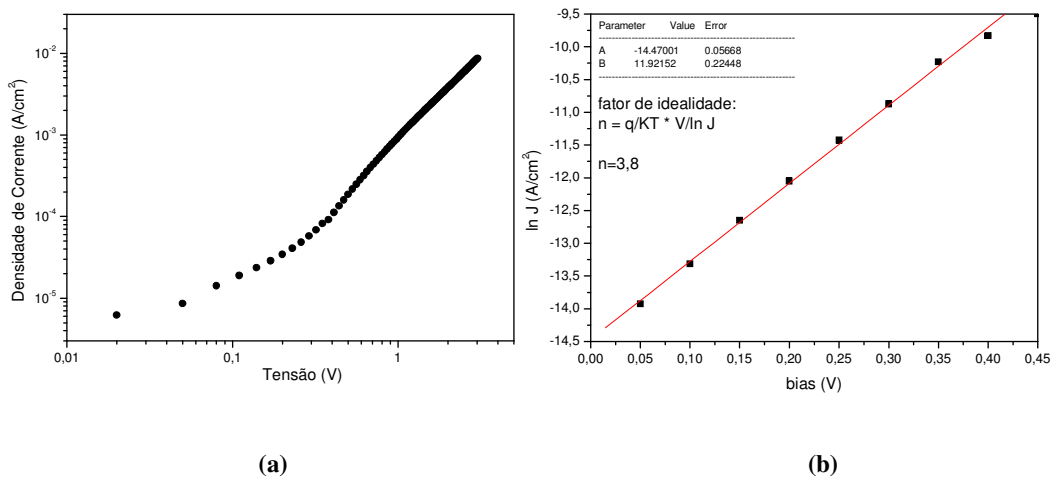 10⁻²
10⁻³
10⁻⁴
10⁻⁵
Densidade de Corrente (A/cm²)
0,01
0,1
1
Tensão (V)
(a)
-9,5
-10,0
-10,5
-11,0
-11,5
-12,0
-12,5
-13,0
-13,5
-14,0
-14,5
ln J (A/cm²)
Parameter Value Error
A -14.47001 0.05668
B 11.92152 0.22448
fator de idealidade:
n = q/KT * V/ln J
n=3,8
0,00 0,05 0,10 0,15 0,20 0,25 0,30 0,35 0,40 0,45
bias (V)
(b)